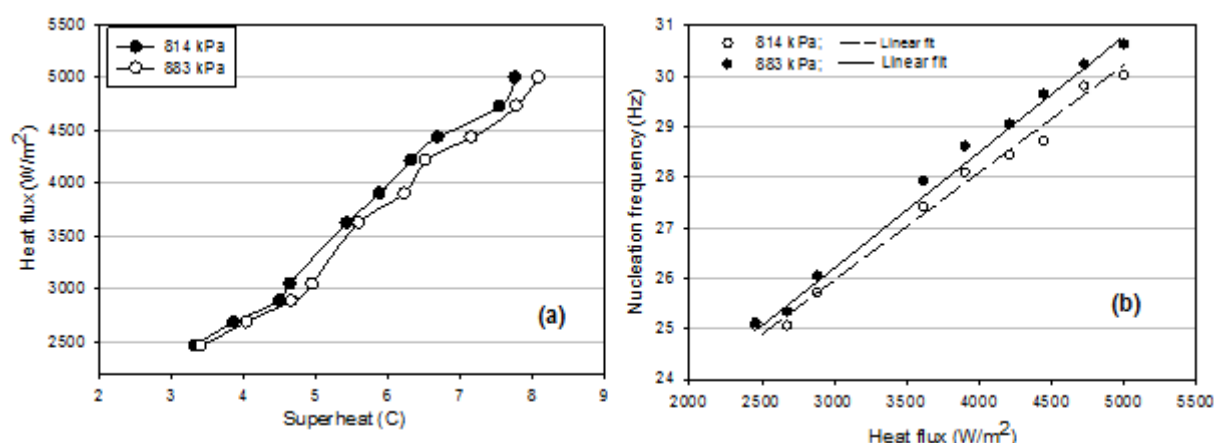 5500
5000
4500
4000
3500
3000
2500
Heat flux (W/m2)
814 kPa
883 kPa
(a)
2 3 4 5 6 7 8 9
Superheat (C)
31
30
29
28
27
26
25
24
Nucleation frequency (Hz)
814 kPa; Linear fit
883 kPa; Linear fit
(b)
2000 2500 3000 3500 4000 4500 5000 5500
Heat flux (W/m2)